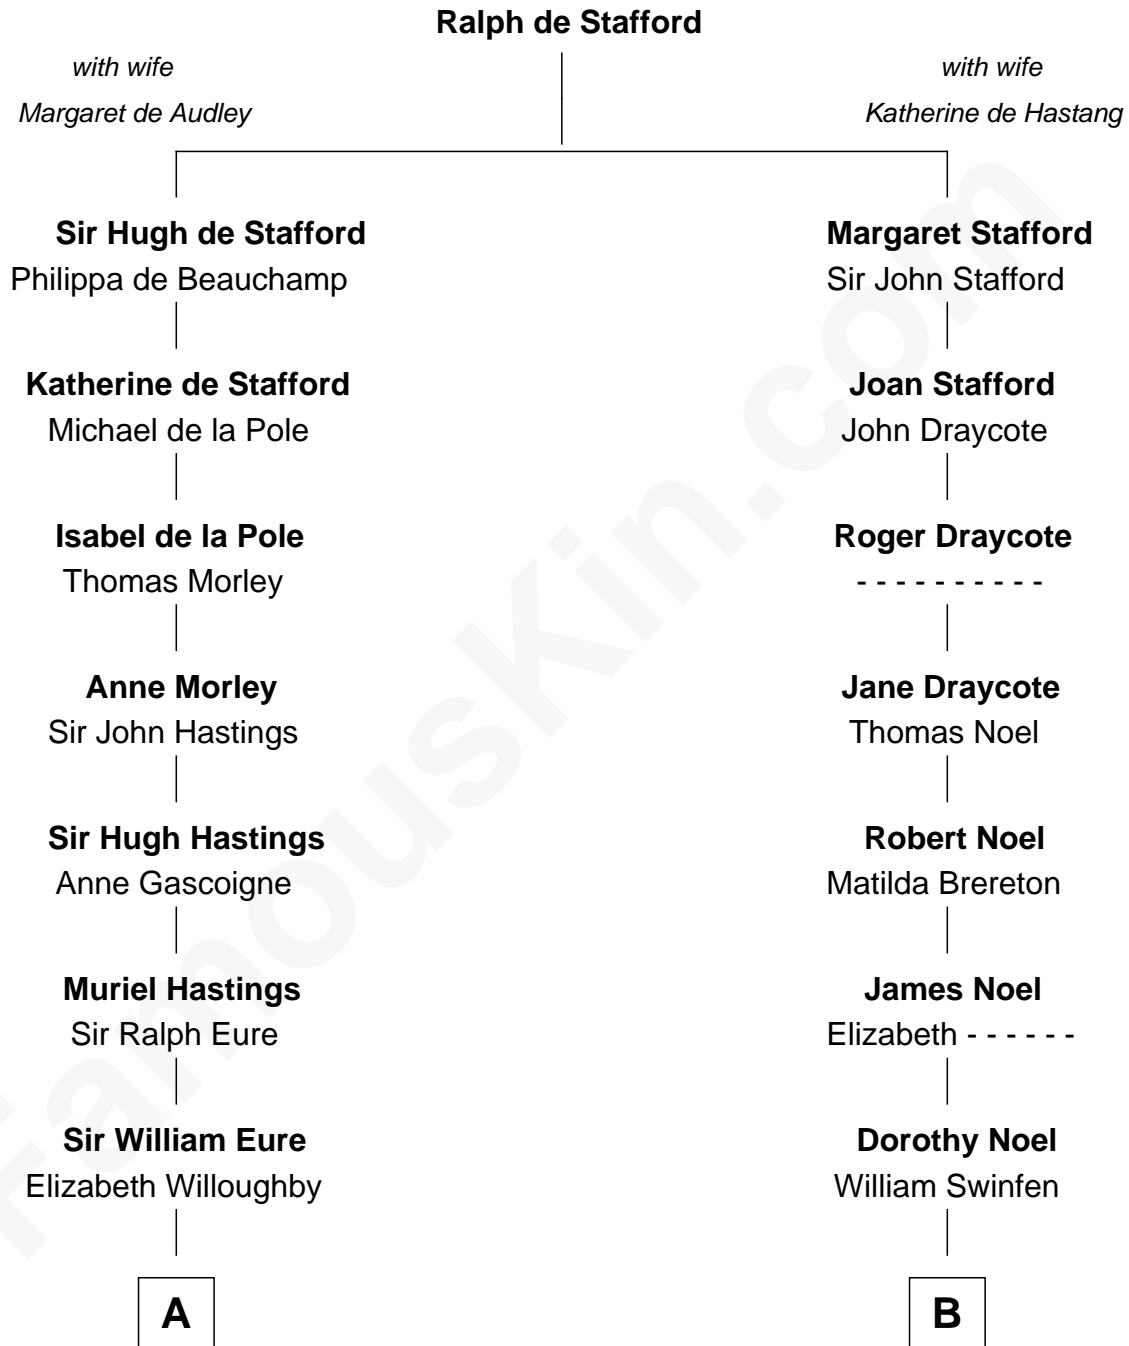 Ralph de Stafford
with wife
Margaret de Audley
with wife
Katherine de Hastang
Sir Hugh de Stafford
Philippa de Beauchamp
Katherine de Stafford
Michael de la Pole
Isabel de la Pole
Thomas Morley
Anne Morley
Sir John Hastings
Sir Hugh Hastings
Anne Gascoigne
Muriel Hastings
Sir Ralph Eure
Sir William Eure
Elizabeth Willoughby
A
Margaret Stafford
Sir John Stafford
Joan Stafford
John Draycote
Roger Draycote
- - - - - - - - - -
Jane Draycote
Thomas Noel
Robert Noel
Matilda Brereton
James Noel
Elizabeth - - - - - -
Dorothy Noel
William Swinfen
B
FamousKin.com